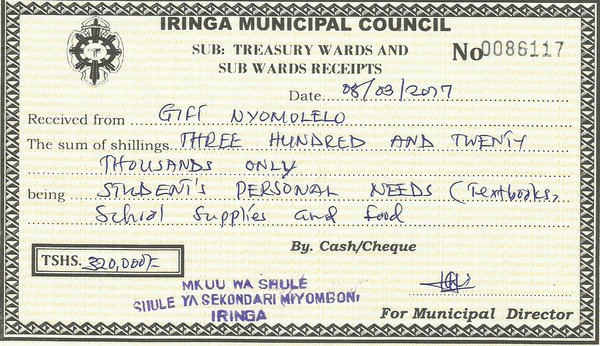 IRINGA MUNICIPAL COUNCIL
SUB: TREASURY WARDS AND
SUB WARDS RECEIPTS
No 0086117
Date 08/03/2017
Received from GIFT NYOMOLELO
The sum of shillings THREE HUNDRED AND TWENTY
THOUSANDS ONLY
being STUDENT'S PERSONAL NEEDS (Textbooks,
School supplies and food
By. Cash/Cheque
TSHS. 320,000/=
MKUU WA SHULE
SHULE YA SEKONDARI MIYOMBONI
IRINGA
For Municipal Director